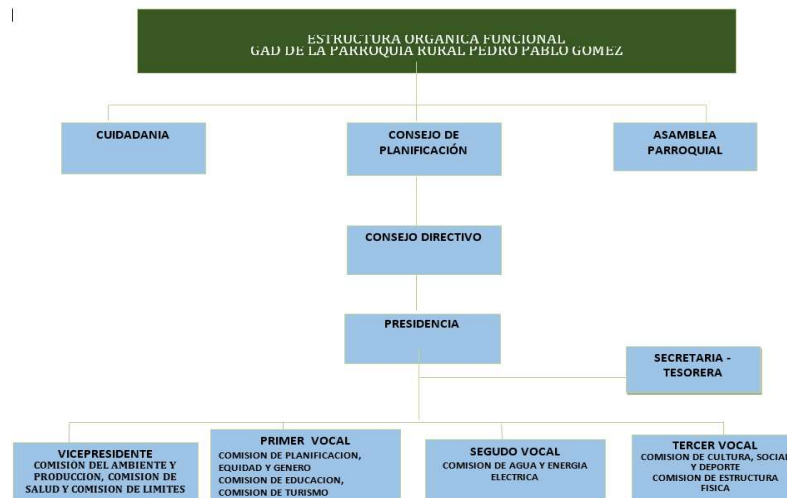 ESTRUCTURA ORGANICA FUNCIONAL
GAD DE LA PARROQUIA RURAL PEDRO PABLO GOMEZ
CUIDADANIA
CONSEJO DE
PLANIFICACIÓN
ASAMBLEA
PARROQUIAL
CONSEJO DIRECTIVO
PRESIDENCIA
SECRETARIA -
TESORERA
VICEPRESIDENTE
COMISION DEL AMBIENTE Y
PRODUCCION, COMISION DE
SALUD Y COMISION DE LIMITES
PRIMER VOCAL
COMISION DE PLANIFICACION,
EQUIDAD Y GENERO
COMISION DE EDUCACION,
COMISION DE TURISMO
SEGUDO VOCAL
COMISION DE AGUA Y ENERGIA
ELECTRICA
TERCER VOCAL
COMISION DE CULTURA, SOCIAL
Y DEPORTE
COMISION DE ESTRUCTURA
FISICA